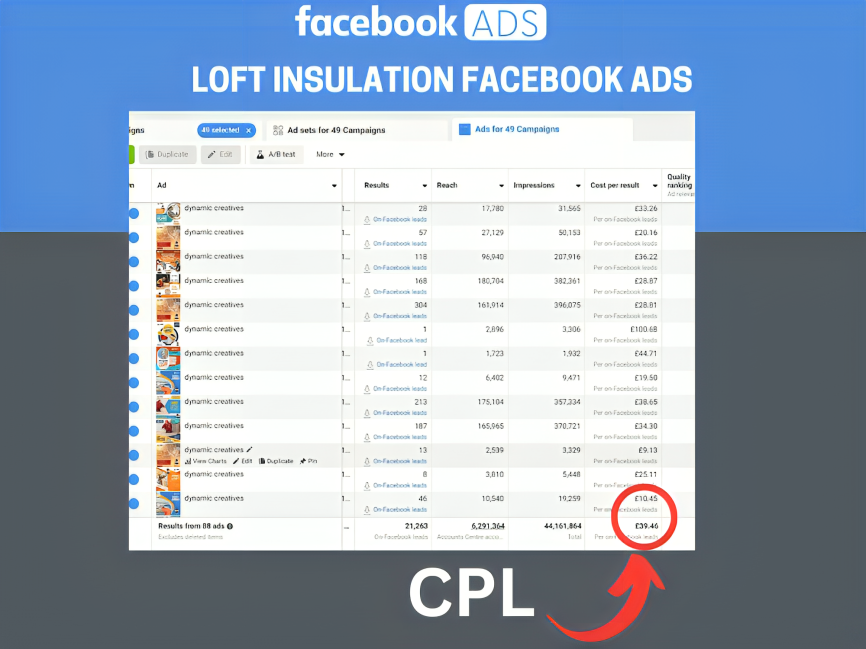 facebook ADS
LOFT INSULATION FACEBOOK ADS
igns 49 selected × Ad sets for 49 Campaigns Ads for 49 Campaigns
Duplicate Edit A/B test More
Ad Results Reach Impressions Cost per result Quality ranking
Ad relevan
dynamic creatives 1... 28 17,780 31,565 £33.26
On-Facebook leads Per on-Facebook leads
dynamic creatives 1... 57 27,129 50,153 £20.16
On-Facebook leads Per on-Facebook leads
dynamic creatives 1... 118 96,940 207,916 £36.22
On-Facebook leads Per on-Facebook leads
dynamic creatives 1... 168 180,704 382,361 £28.87
On-Facebook leads Per on-Facebook leads
dynamic creatives 1... 304 161,914 396,075 £28.81
On-Facebook leads Per on-Facebook leads
dynamic creatives 1... 1 2,896 3,306 £100.68
On-Facebook lead Per on-Facebook leads
dynamic creatives 1... 1 1,723 1,932 £44.71
On-Facebook lead Per on-Facebook leads
dynamic creatives 1... 12 6,402 9,471 £19.50
On-Facebook leads Per on-Facebook leads
dynamic creatives 1... 213 175,104 357,334 £38.65
On-Facebook leads Per on-Facebook leads
dynamic creatives 1... 187 165,965 370,721 £34.30
On-Facebook leads Per on-Facebook leads
dynamic creatives 1... 13 2,539 3,329 £9.13
View Charts Edit Duplicate Pin On-Facebook leads Per on-Facebook leads
dynamic creatives 1... 8 3,810 5,448 £25.11
On-Facebook leads Per on-Facebook leads
dynamic creatives 1... 46 10,540 19,259 £10.45
On-Facebook leads Per on-Facebook leads
Results from 88 ads ... 21,263 6,291,364 44,161,864 £39.46
Excludes deleted items On-Facebook leads Accounts Centre acco... Total Per on-Facebook leads
CPL